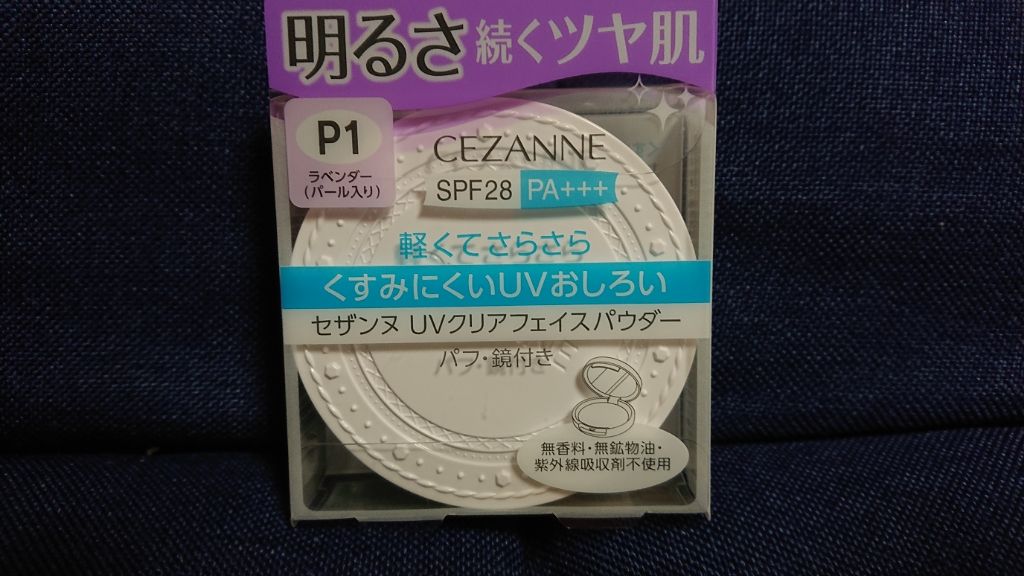 明るさ続くツヤ肌
P1
ラベンダー
(パール入り)
CEZANNE
SPF28 PA+++
軽くてさらさら
くすみにくいUVおしろい
セザンヌ UVクリアフェイスパウダー
パフ・鏡付き
無香料・無鉱物油・
紫外線吸収剤不使用